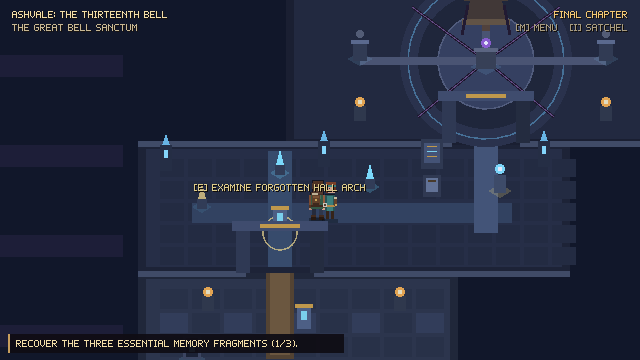 ASHVALE: THE THIRTEENTH BELL
THE GREAT BELL SANCTUM
FINAL CHAPTER
[M] MENU [I] SATCHEL
[E] EXAMINE FORGOTTEN HALL ARCH
RECOVER THE THREE ESSENTIAL MEMORY FRAGMENTS (1/3).